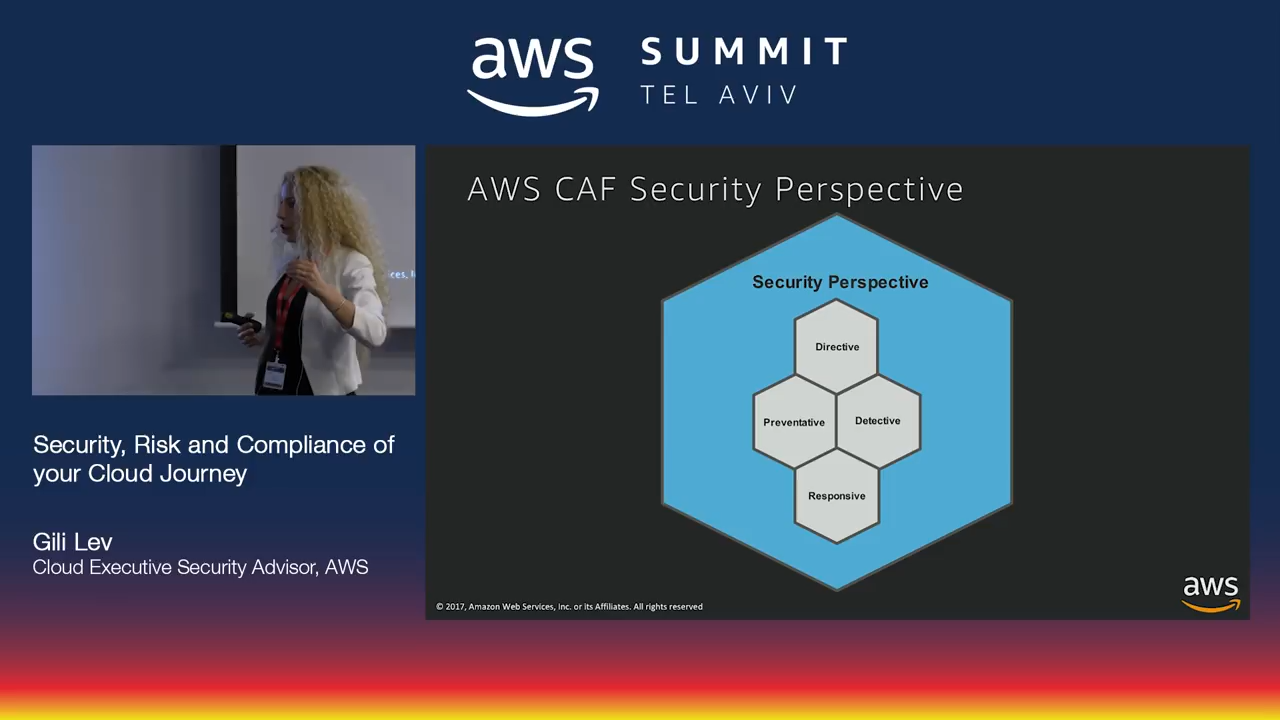 aws
SUMMIT
TEL AVIV
ces, I
Security, Risk and Compliance of
your Cloud Journey
Gili Lev
Cloud Executive Security Advisor, AWS
AWS CAF Security Perspective
Security Perspective
Directive
Preventative
Detective
Responsive
© 2017, Amazon Web Services, Inc. or its Affiliates. All rights reserved
aws